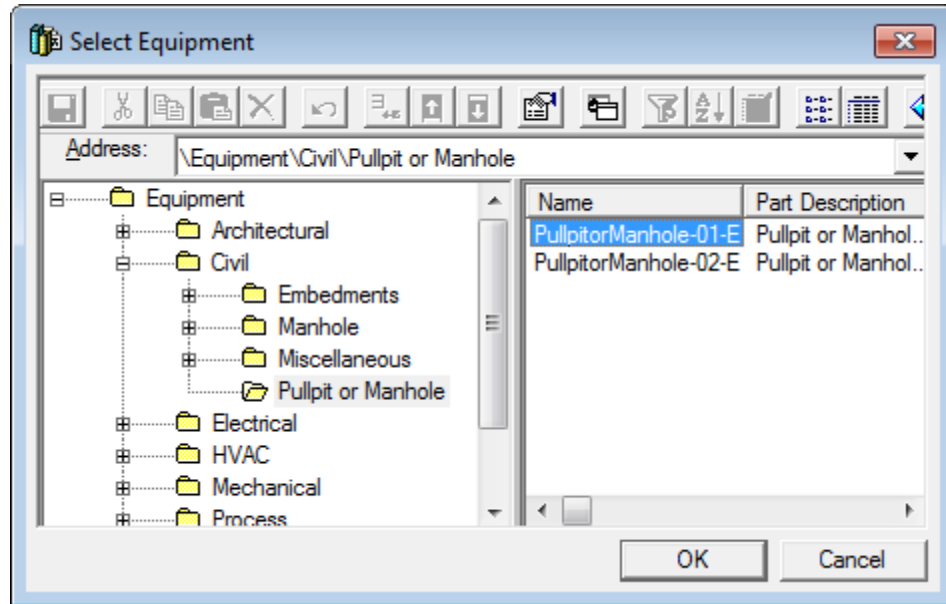 Select Equipment
Address: \Equipment\Civil\Pullpit or Manhole
Equipment
Architectural
Civil
Embedments
Manhole
Miscellaneous
Pullpit or Manhole
Electrical
HVAC
Mechanical
Process
Name Part Description
PullpitorManhole-01-E Pullpit or Manhol...
PullpitorManhole-02-E Pullpit or Manhol...
OK Cancel